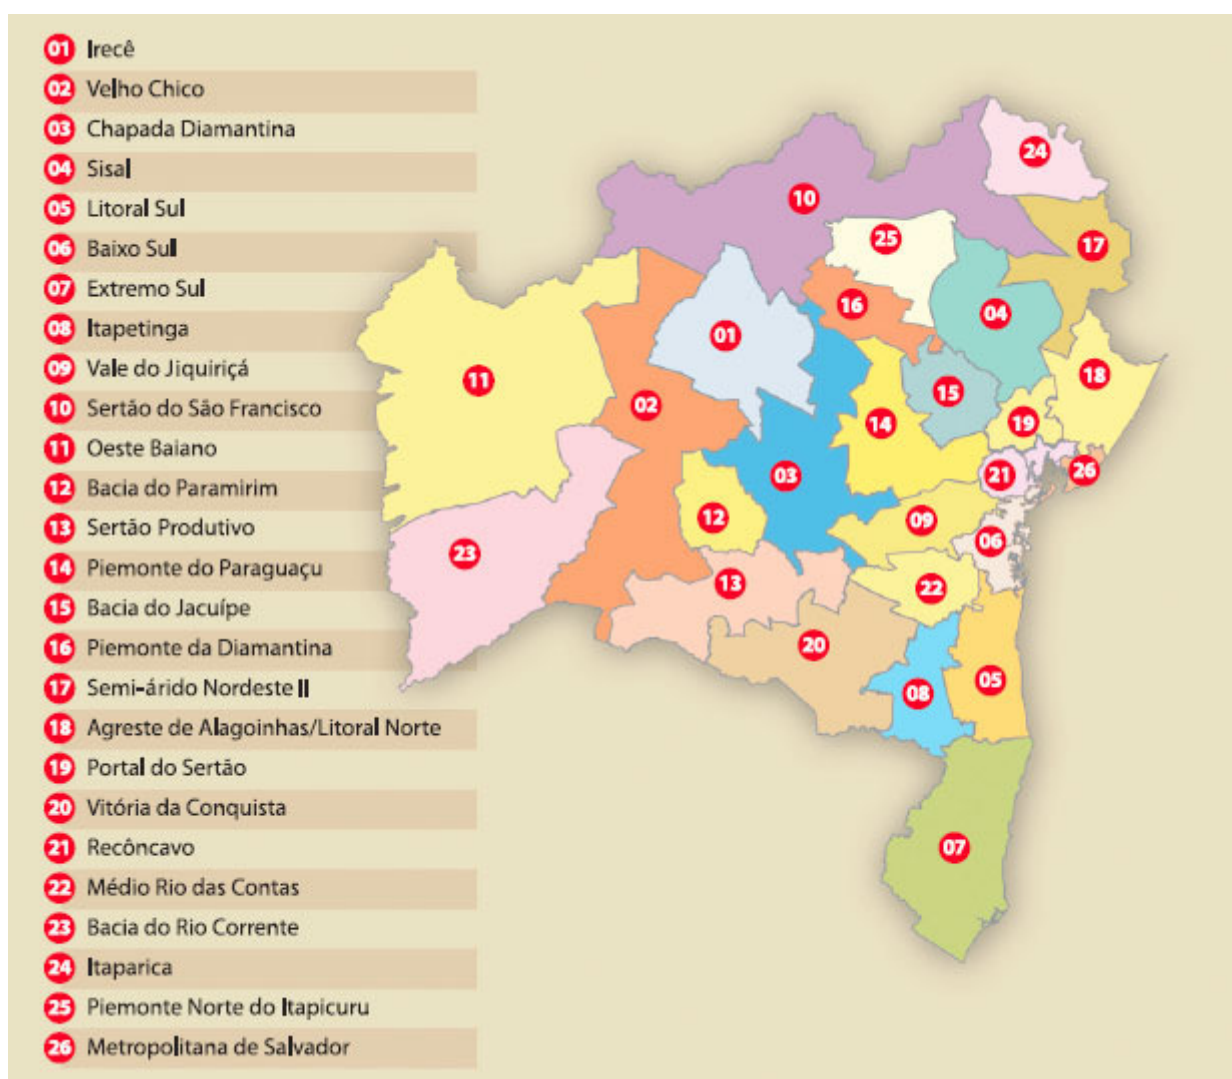 01 Irecê
02 Velho Chico
03 Chapada Diamantina
04 Sisal
05 Litoral Sul
06 Baixo Sul
07 Extremo Sul
08 Itapetinga
09 Vale do Jiquiriçá
10 Sertão do São Francisco
11 Oeste Baiano
12 Bacia do Paramirim
13 Sertão Produtivo
14 Piemonte do Paraguaçu
15 Bacia do Jacuípe
16 Piemonte da Diamantina
17 Semi-árido Nordeste II
18 Agreste de Alagoinhas/Litoral Norte
19 Portal do Sertão
20 Vitória da Conquista
21 Recôncavo
22 Médio Rio das Contas
23 Bacia do Rio Corrente
24 Itaparica
25 Piemonte Norte do Itapicuru
26 Metropolitana de Salvador
24
10
25
17
16
04
01
18
11
15
02
14
19
26
21
03
12
09
06
23
13
22
20
05
08
07